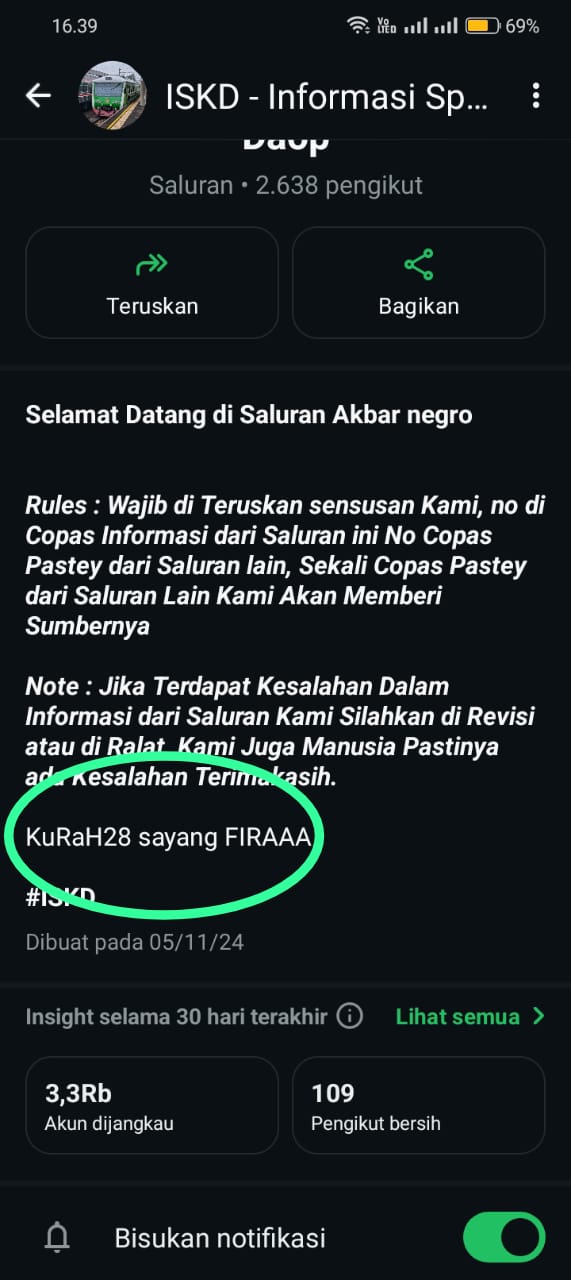 16.39
Vo
LTED
69%
ISKD - Informasi Sp...
Daop
Saluran • 2.638 pengikut
Teruskan
Bagikan
Selamat Datang di Saluran Akbar negro
Rules : Wajib di Teruskan sensusan Kami, no di
Copas Informasi dari Saluran ini No Copas
Pastey dari Saluran lain, Sekali Copas Pastey
dari Saluran Lain Kami Akan Memberi
Sumbernya
Note : Jika Terdapat Kesalahan Dalam
Informasi dari Saluran Kami Silahkan di Revisi
atau di Ralat, Kami Juga Manusia Pastinya
ada Kesalahan Terimakasih.
KuRaH28 sayang FIRAAA
#ISKD
Dibuat pada 05/11/24
Insight selama 30 hari terakhir
Lihat semua
3,3Rb
109
Akun dijangkau
Pengikut bersih
Bisukan notifikasi